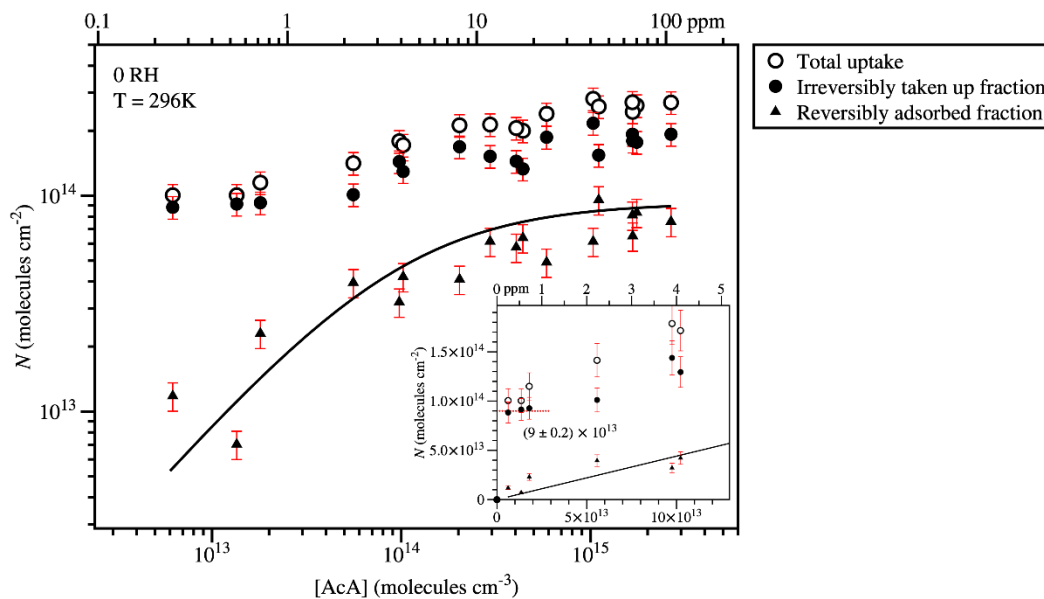 0.1 1 10 100 ppm
0 RH
T = 296K
Total uptake
Irreversibly taken up fraction
Reversibly adsorbed fraction
10¹⁴
10¹³
N (molecules cm⁻²)
10¹³ 10¹⁴ 10¹⁵
[AcA] (molecules cm⁻³)
0 ppm 1 2 3 4 5
1.5×10¹⁴
1.0×10¹⁴
5.0×10¹³
0
N (molecules cm⁻²)
(9 ± 0.2) × 10¹³
0 5×10¹³ 10×10¹³